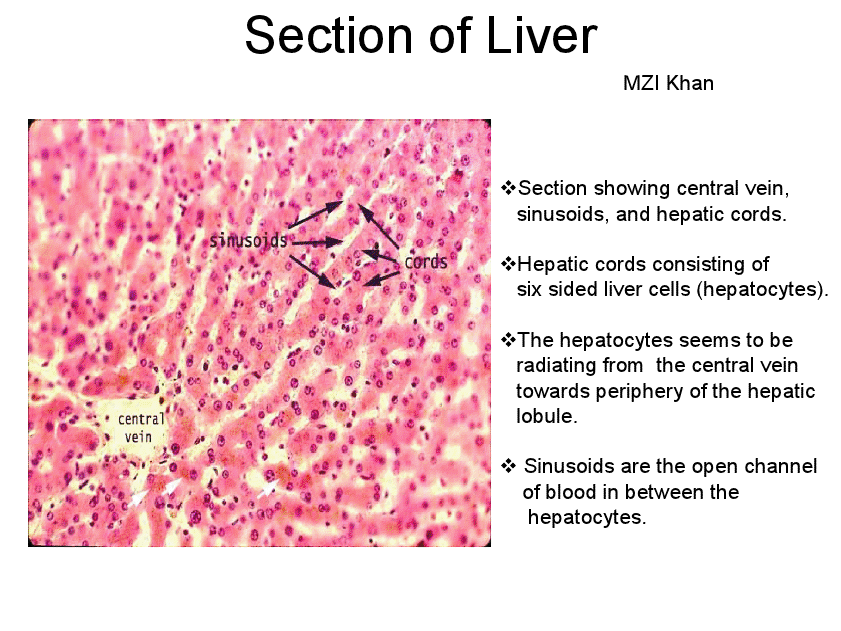 Section of Liver
MZI Khan
sinusoids
cords
central
vein
❖Section showing central vein,
sinusoids, and hepatic cords.
❖Hepatic cords consisting of
six sided liver cells (hepatocytes).
❖The hepatocytes seems to be
radiating from  the central vein
towards periphery of the hepatic
lobule.
❖ Sinusoids are the open channel
of blood in between the
hepatocytes.